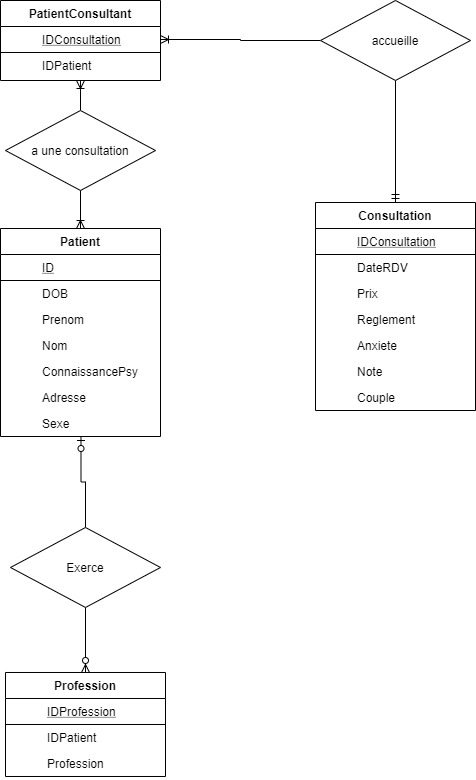 PatientConsultant
IDConsultation
IDPatient
accueille
a une consultation
Patient
ID
DOB
Prenom
Nom
ConnaissancePsy
Adresse
Sexe
Consultation
IDConsultation
DateRDV
Prix
Reglement
Anxiete
Note
Couple
Exerce
Profession
IDProfession
IDPatient
Profession